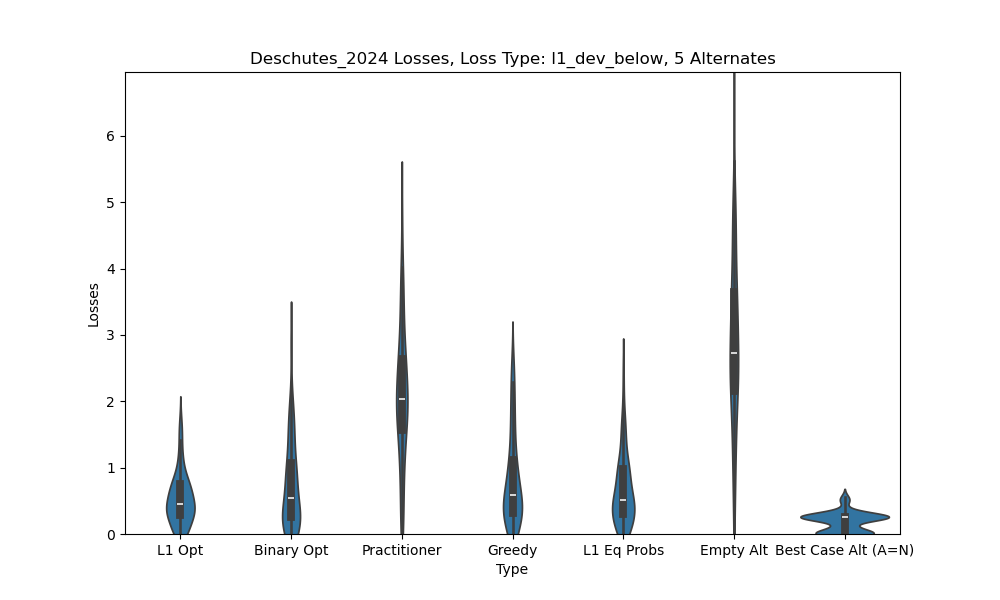 Deschutes_2024 Losses, Loss Type: l1_dev_below, 5 Alternates
6
5
4
3
2
1
0
Losses
L1 Opt Binary Opt Practitioner Greedy L1 Eq Probs Empty Alt Best Case Alt (A=N)
Type